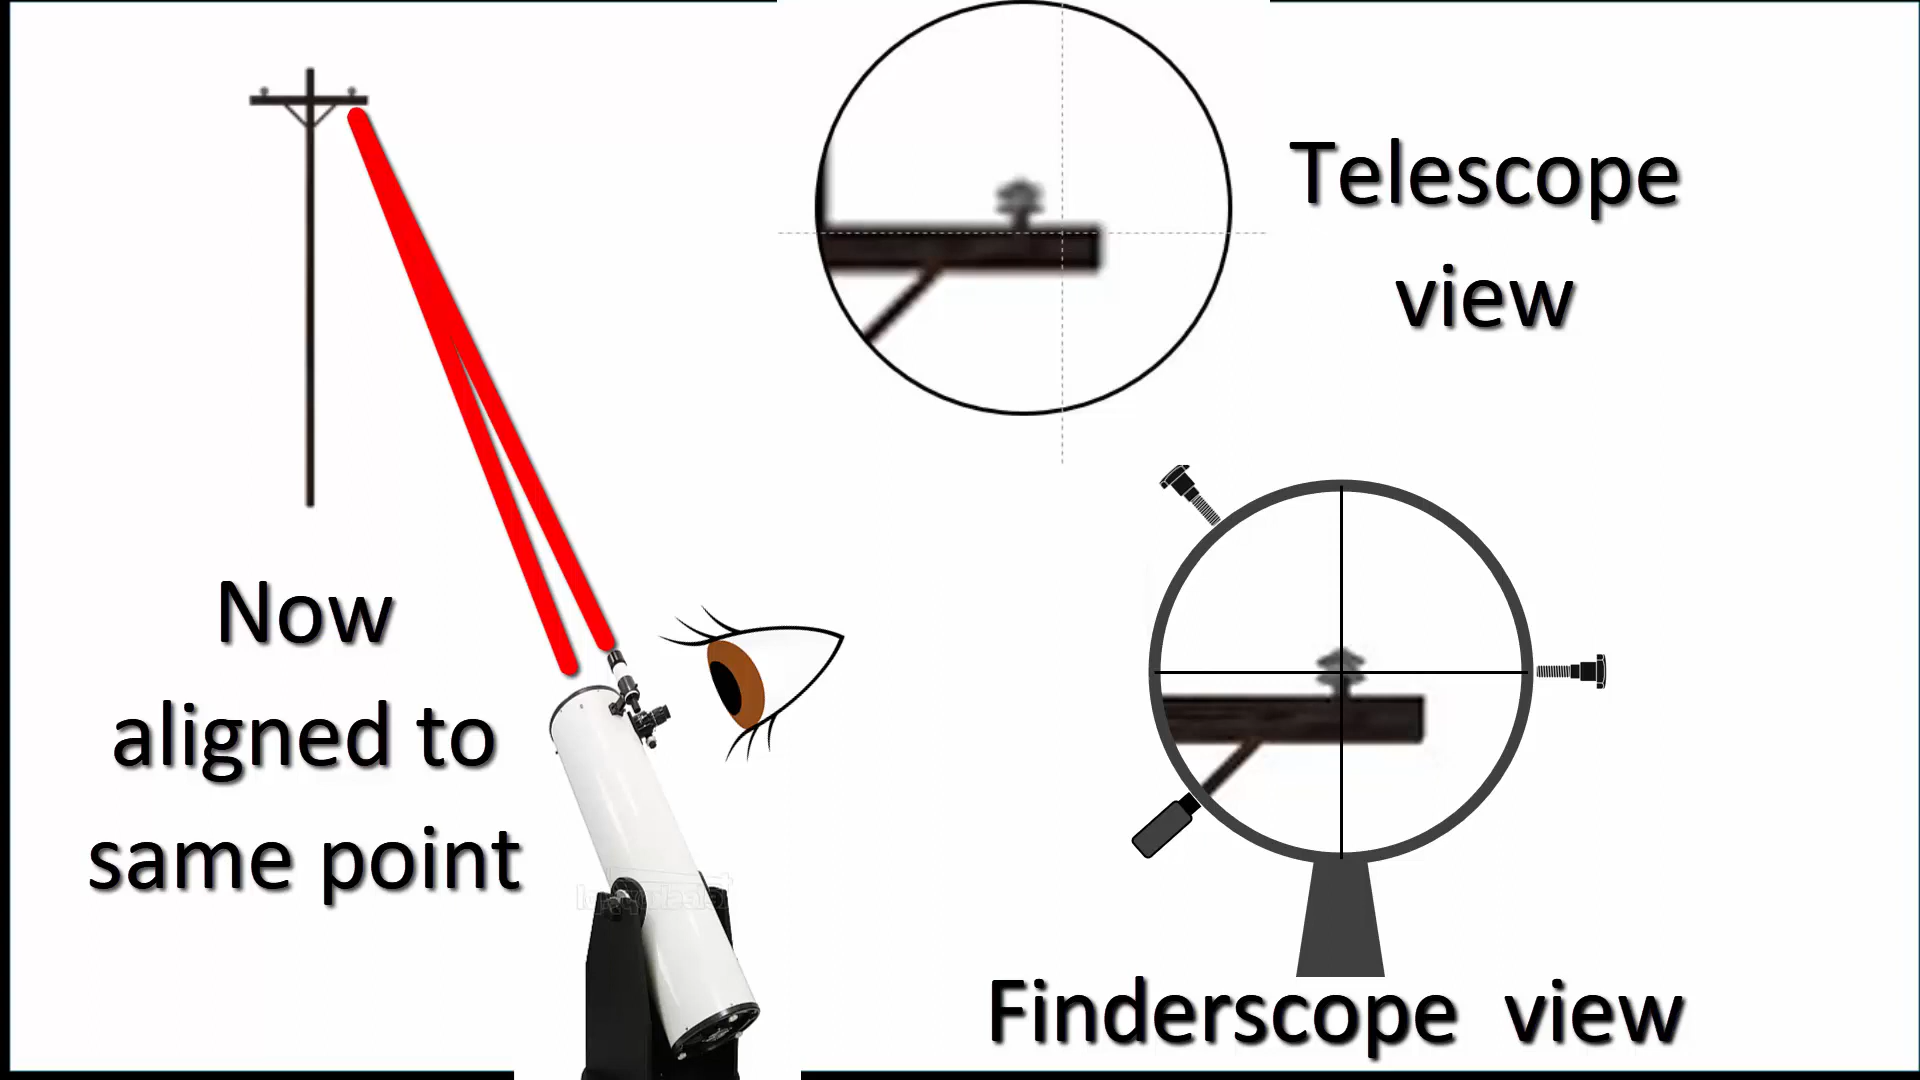 Telescope
view
Now
aligned to
same point
Finderscope view